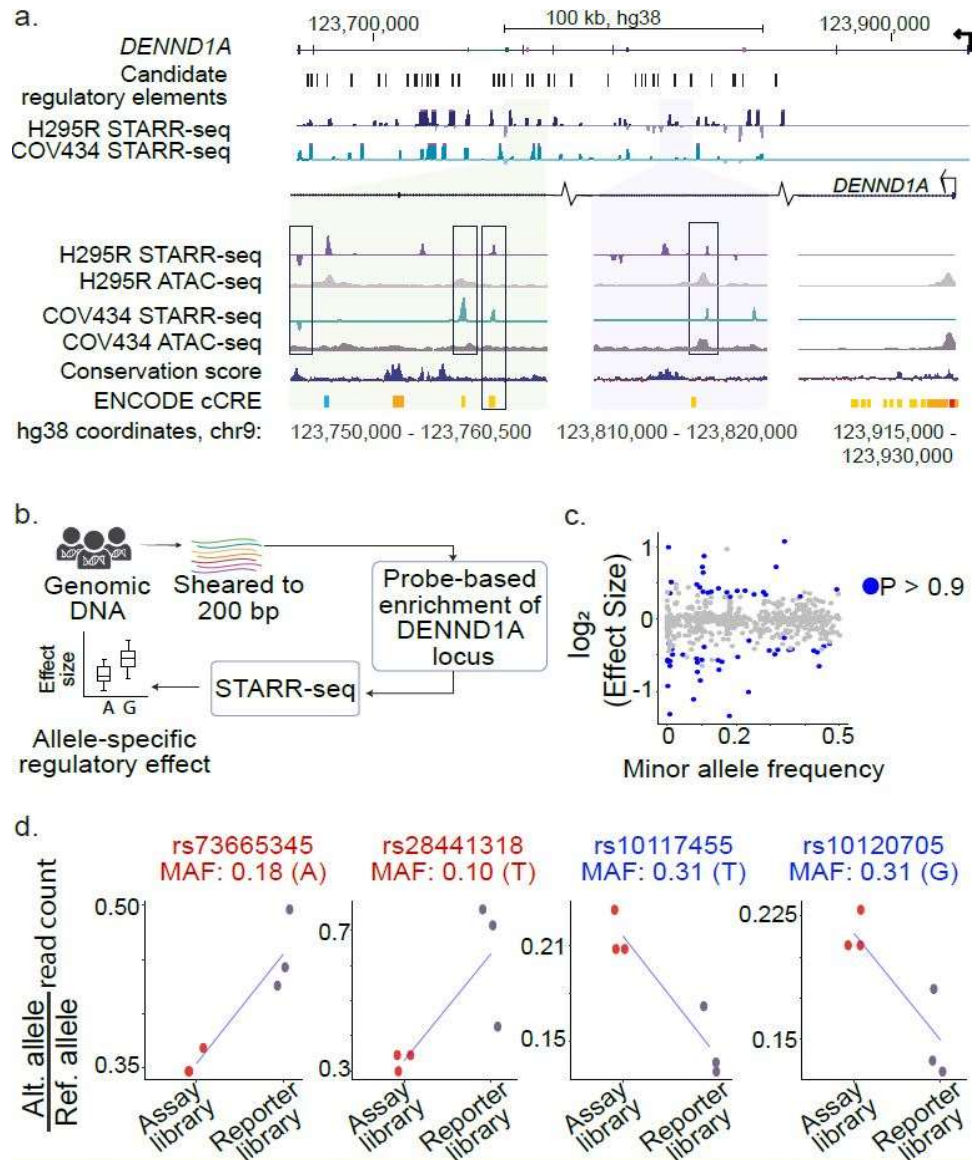 a.
123,700,000
100 kb, hg38
123,900,000
DENND1A
Candidate
regulatory elements
H295R STARR-seq
COV434 STARR-seq
DENND1A
H295R STARR-seq
H295R ATAC-seq
COV434 STARR-seq
COV434 ATAC-seq
Conservation score
ENCODE cCRE
hg38 coordinates, chr9:
123,750,000 - 123,760,500
123,810,000 - 123,820,000
123,915,000 -
123,930,000
b.
Genomic
DNA
Sheared to
200 bp
Probe-based
enrichment of
DENND1A
locus
STARR-seq
Effect
size
A G
Allele-specific
regulatory effect
c.
log₂
(Effect Size)
1
0
-1
0 0.2 0.5
Minor allele frequency
P > 0.9
d.
Alt. allele
Ref. allele
read count
rs73665345
MAF: 0.18 (A)
0.50
0.35
Assay
library
Reporter
library
rs28441318
MAF: 0.10 (T)
0.7
0.3
Assay
library
Reporter
library
rs10117455
MAF: 0.31 (T)
0.21
0.15
Assay
library
Reporter
library
rs10120705
MAF: 0.31 (G)
0.225
0.15
Assay
library
Reporter
library